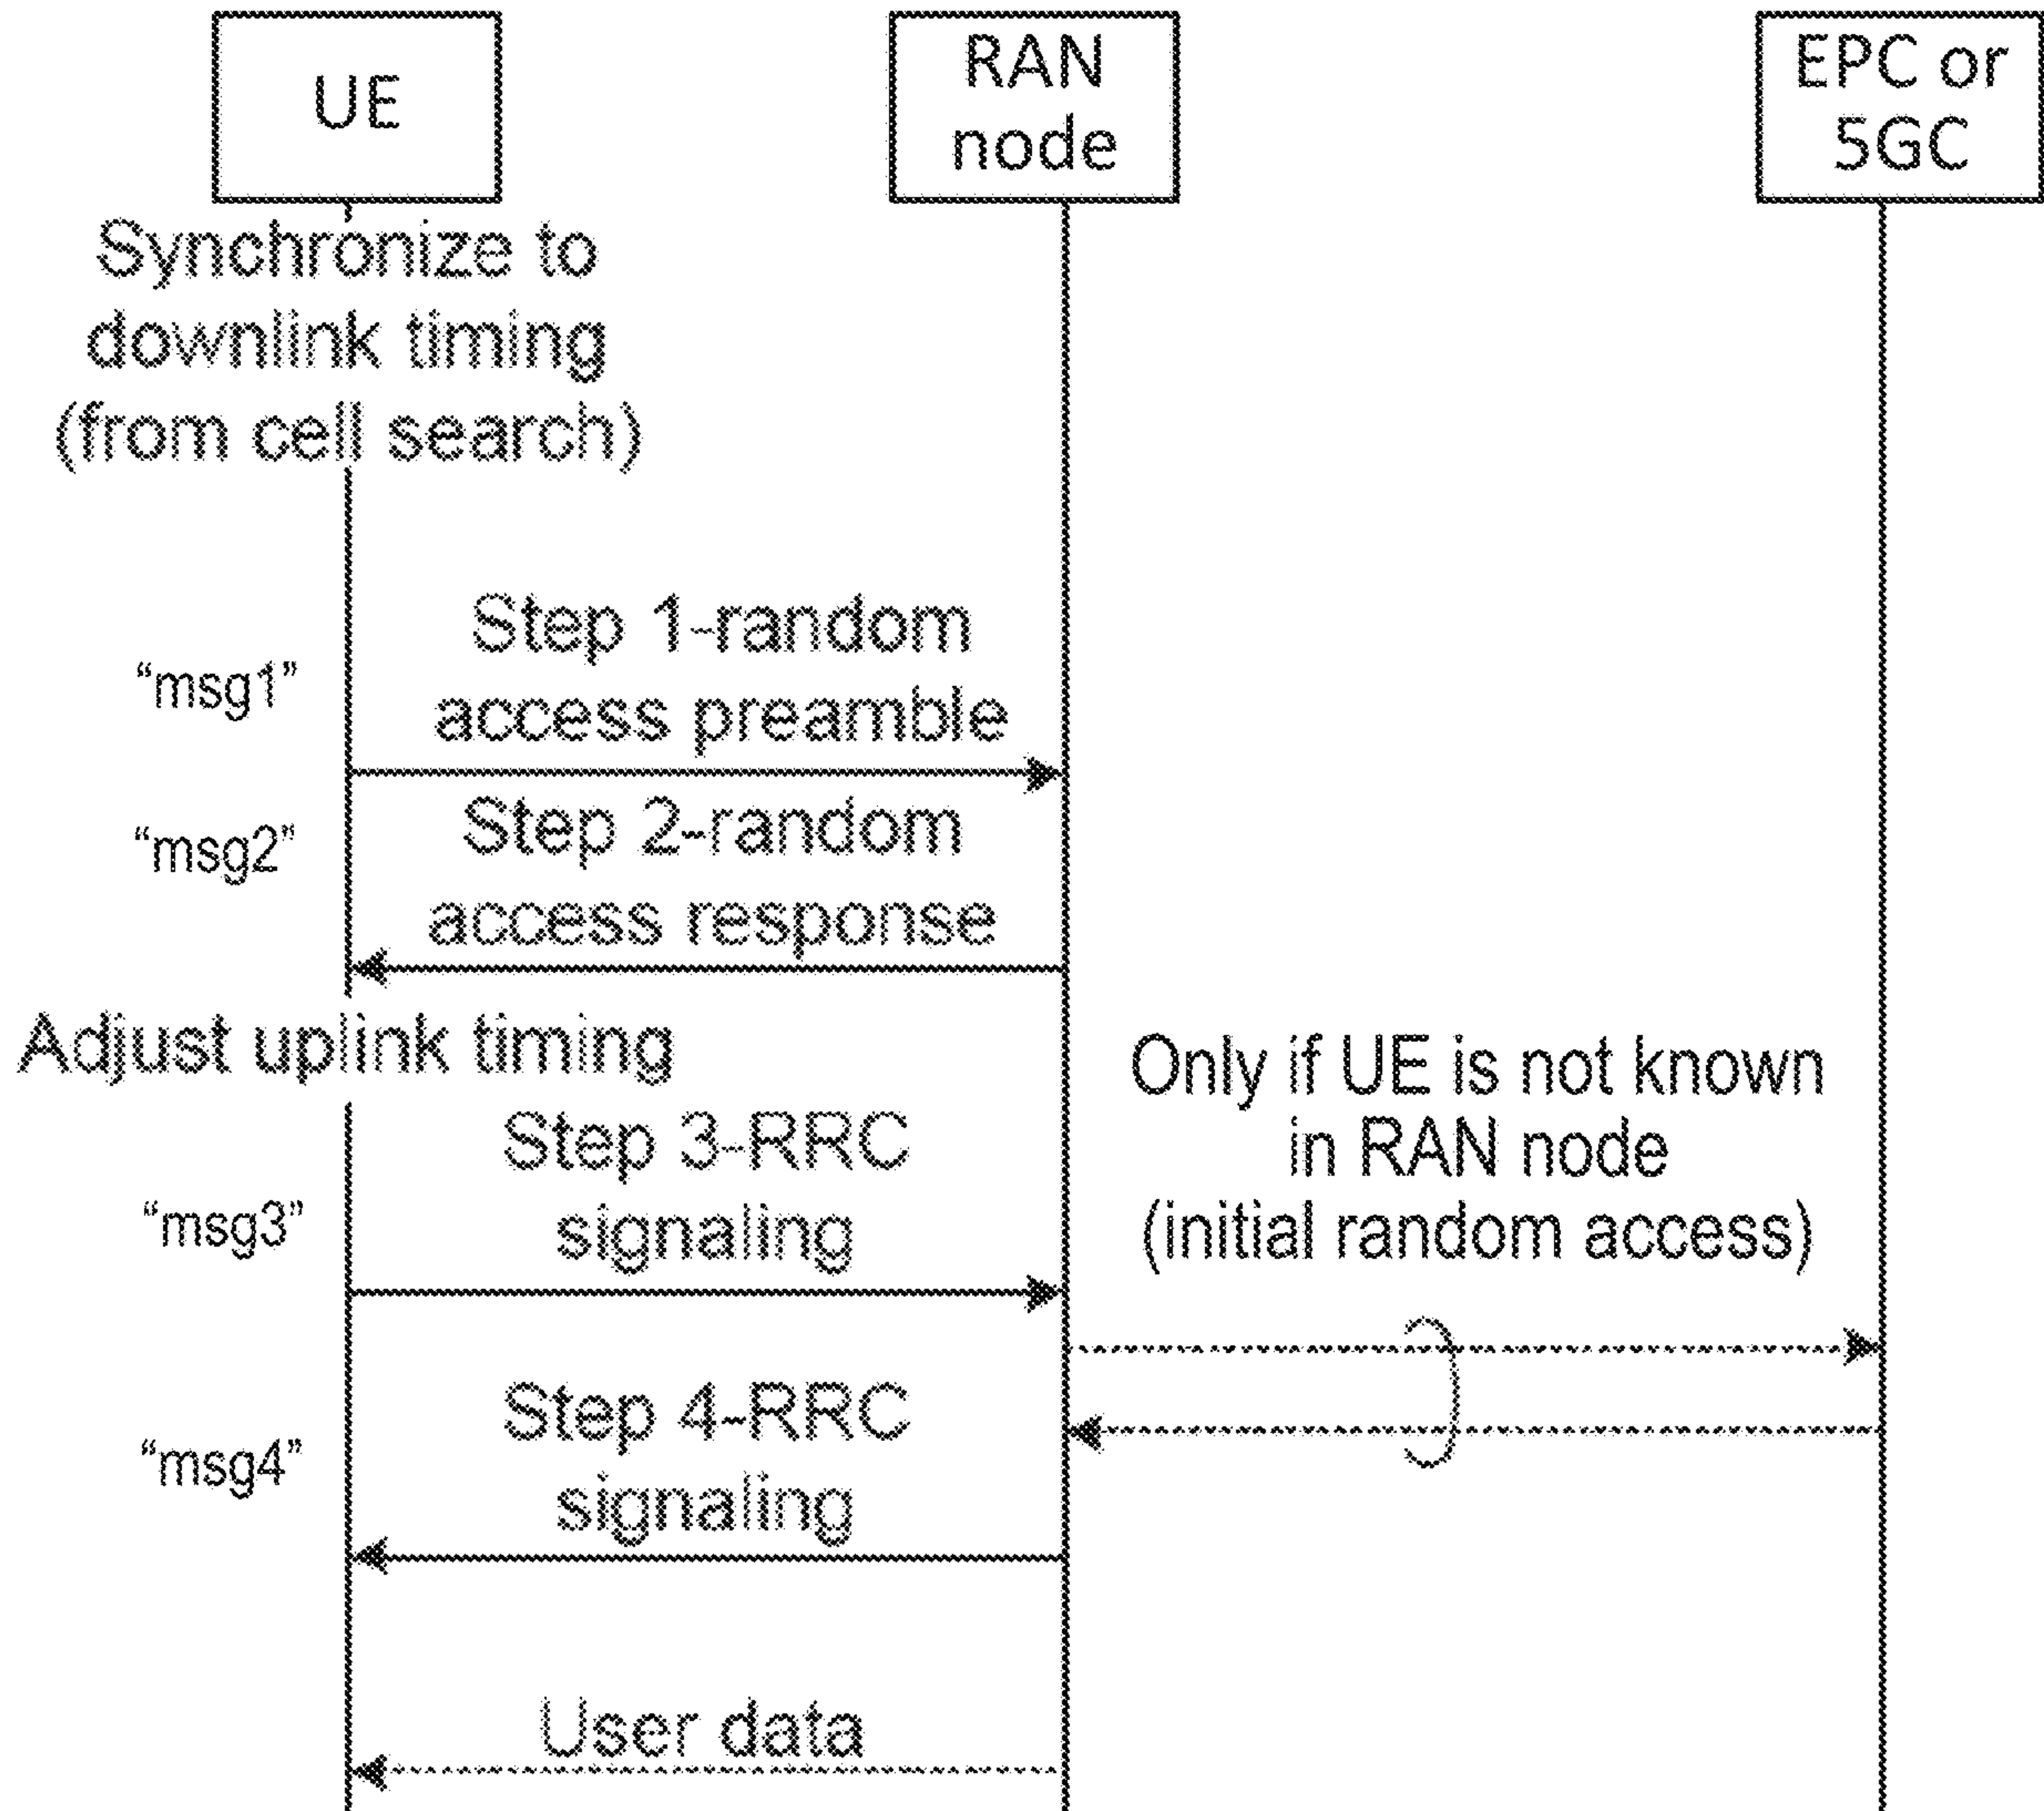 UE
RAN
node
EPC or
5GC
Synchronize to
downlink timing
(from cell search)
Step 1-random
access preamble
“msg1”
Step 2-random
access response
“msg2”
Adjust uplink timing
Only if UE is not known
in RAN node
(initial random access)
Step 3-RRC
signaling
“msg3”
Step 4-RRC
signaling
“msg4”
User data